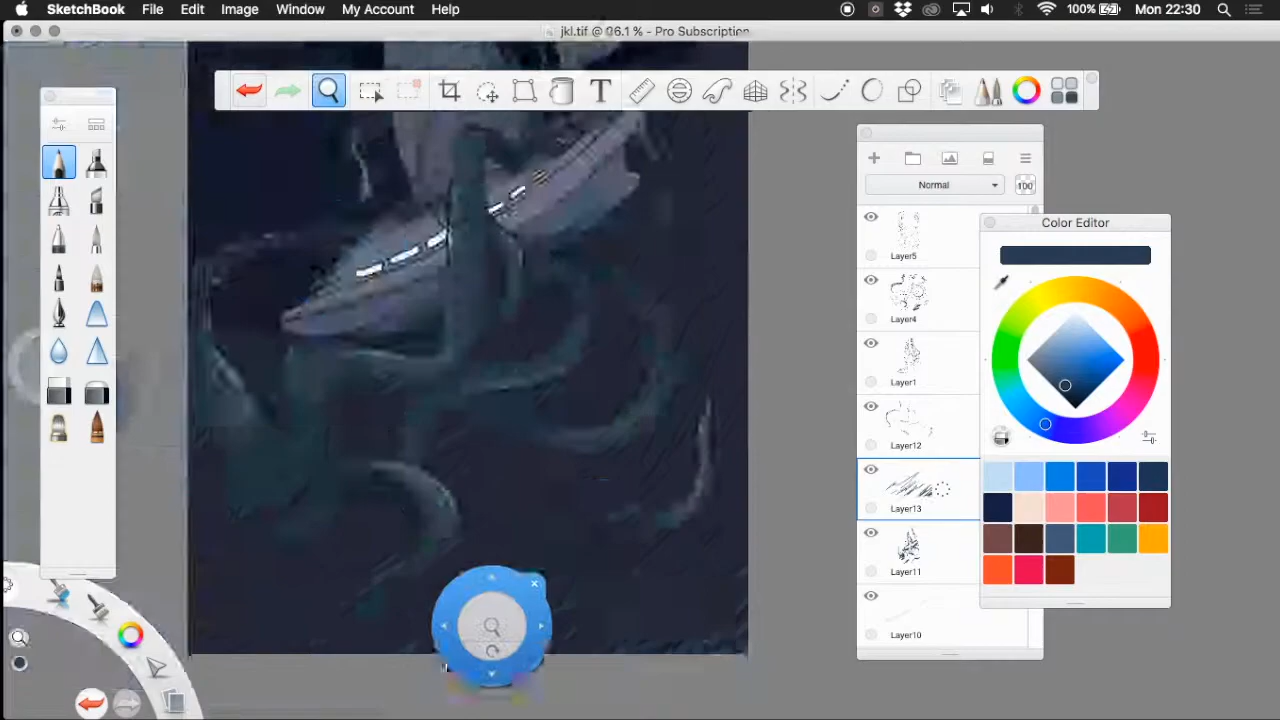 SketchBook File Edit Image Window My Account Help 100% Mon 22:30
jkl.tif @ 86.1 % - Pro Subscription
T
Normal 100
Color Editor
Layer5
Layer4
Layer1
Layer12
Layer13
Layer11
Layer10